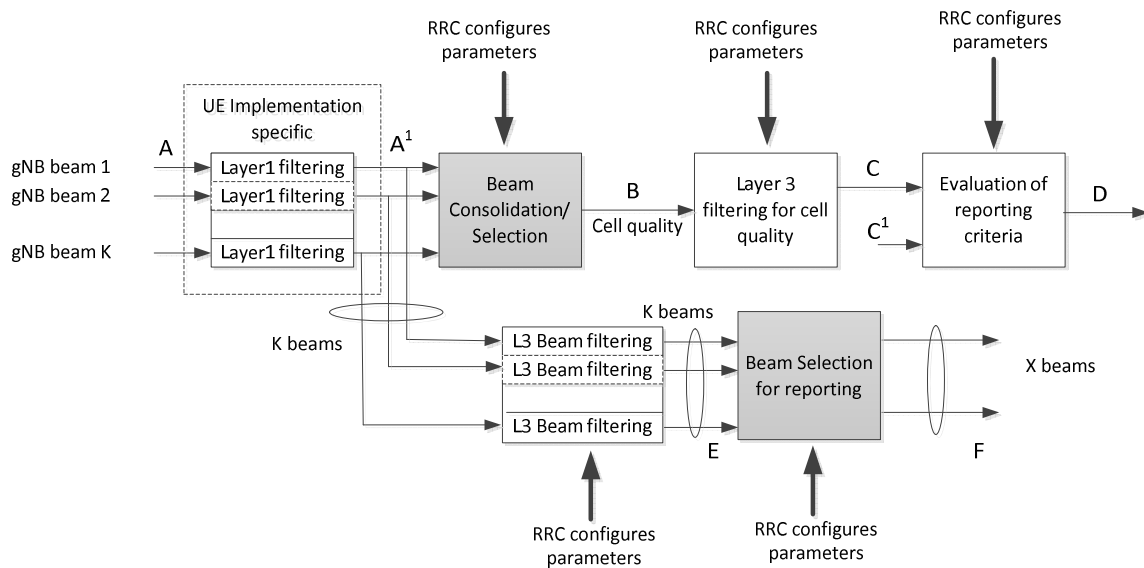 RRC configures
parameters
RRC configures
parameters
RRC configures
parameters
UE Implementation
specific
A
A¹
gNB beam 1
Layer1 filtering
gNB beam 2
Layer1 filtering
gNB beam K
Layer1 filtering
Beam
Consolidation/
Selection
B
Cell quality
Layer 3
filtering for cell
quality
C
C¹
Evaluation of
reporting
criteria
D
K beams
L3 Beam filtering
L3 Beam filtering
L3 Beam filtering
K beams
E
Beam Selection
for reporting
X beams
F
RRC configures
parameters
RRC configures
parameters